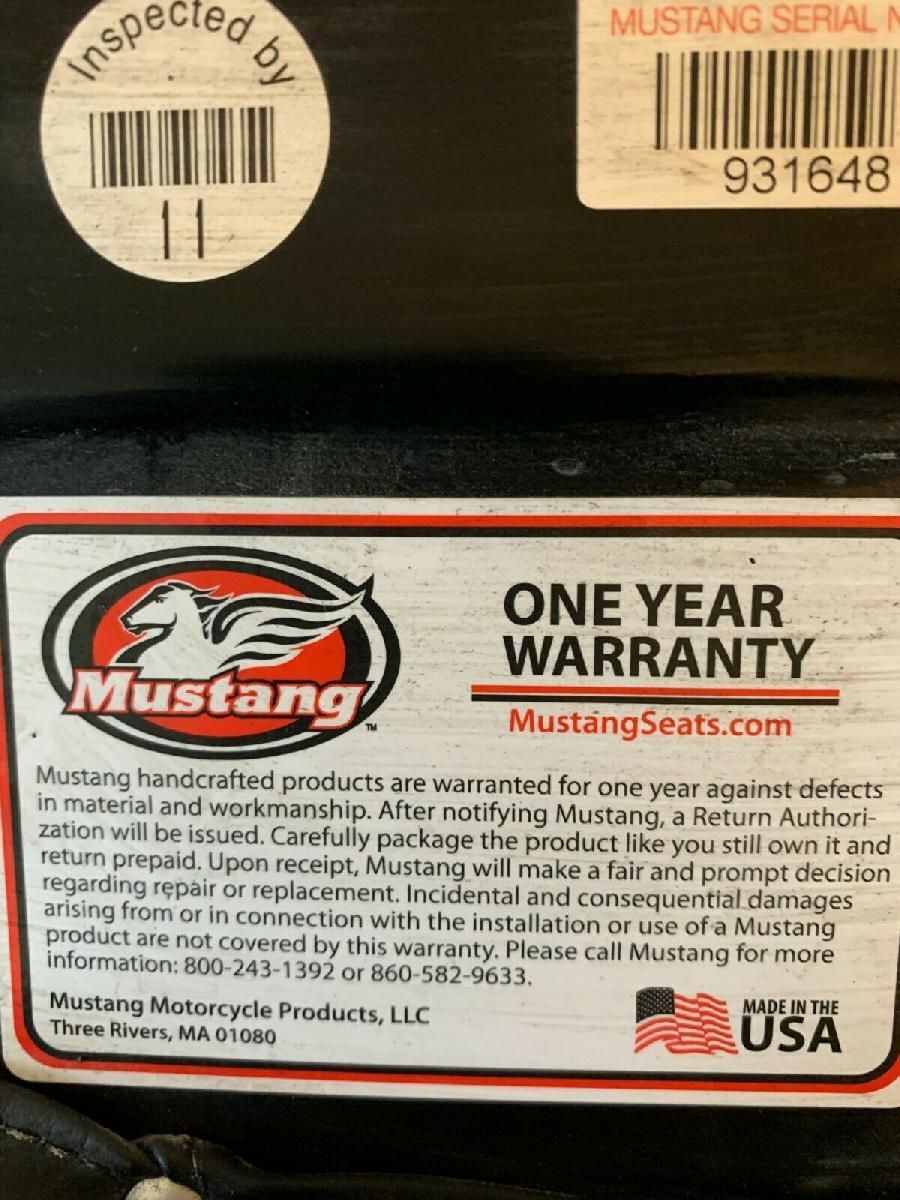 Inspected by
11
MUSTANG SERIAL
931648
Mustang
TM
ONE YEAR
WARRANTY
MustangSeats.com
Mustang handcrafted products are warranted for one year against defects
in material and workmanship. After notifying Mustang, a Return Authori-
zation will be issued. Carefully package the product like you still own it and
return prepaid. Upon receipt, Mustang will make a fair and prompt decision
regarding repair or replacement. Incidental and consequential damages
arising from or in connection with the installation or use of a Mustang
product are not covered by this warranty. Please call Mustang for more
information: 800-243-1392 or 860-582-9633.
Mustang Motorcycle Products, LLC
Three Rivers, MA 01080
MADE IN THE
USA